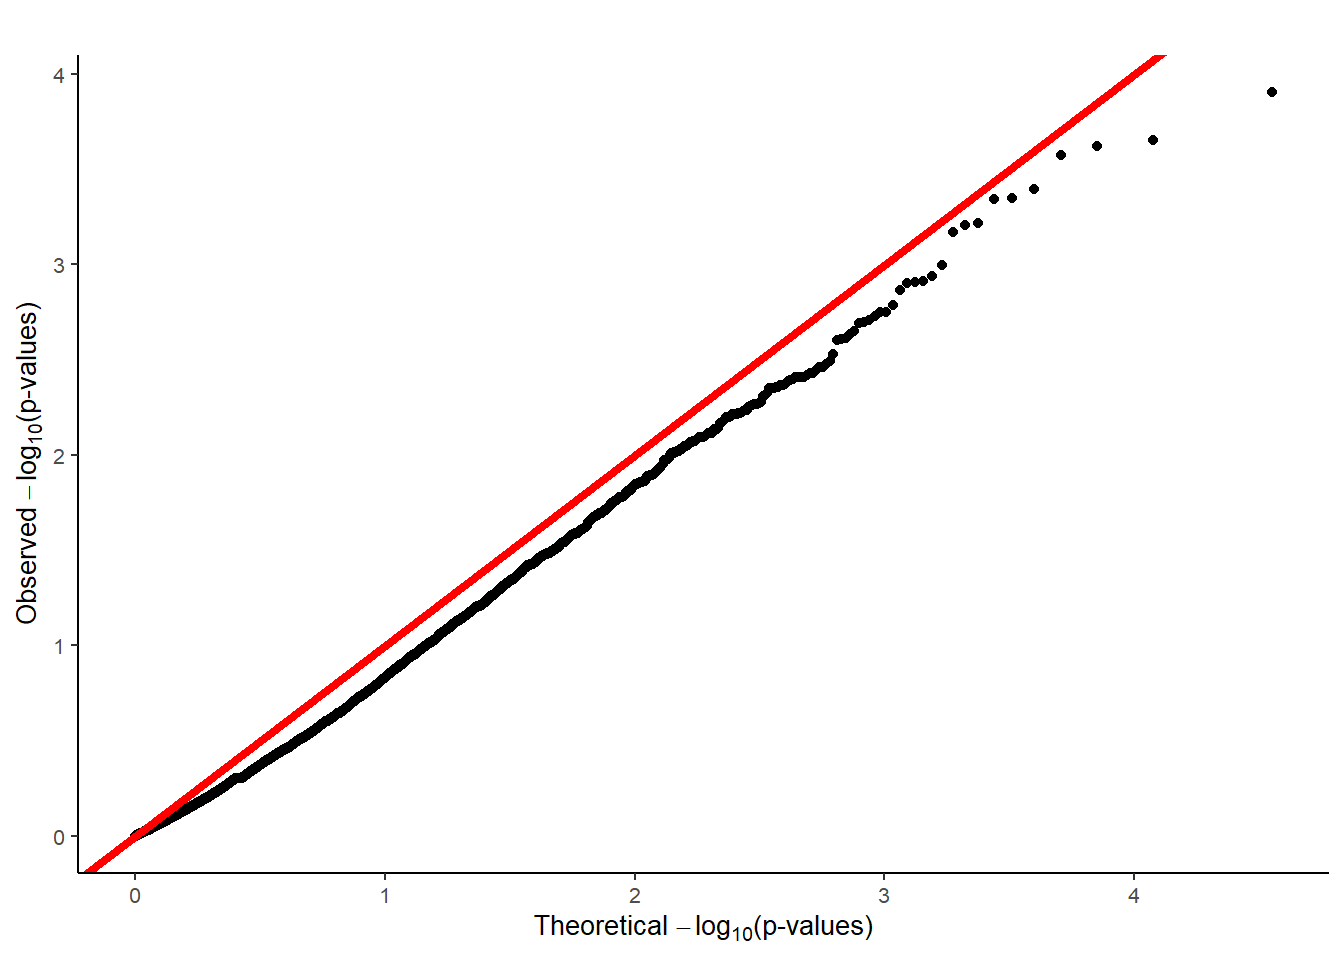 4
3
2
1
0
Observed −log10(p-values)
0 1 2 3 4
Theoretical −log10(p-values)